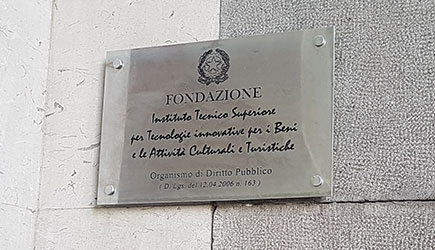 FONDAZIONE
Instituto Tecnico Superiore
per Tecnologie innovative per i Beni
e le Attività Culturali e Turistiche
Organismo di Diritto Pubblico
( D. Lgs. del 12.04.2006 n. 163 )